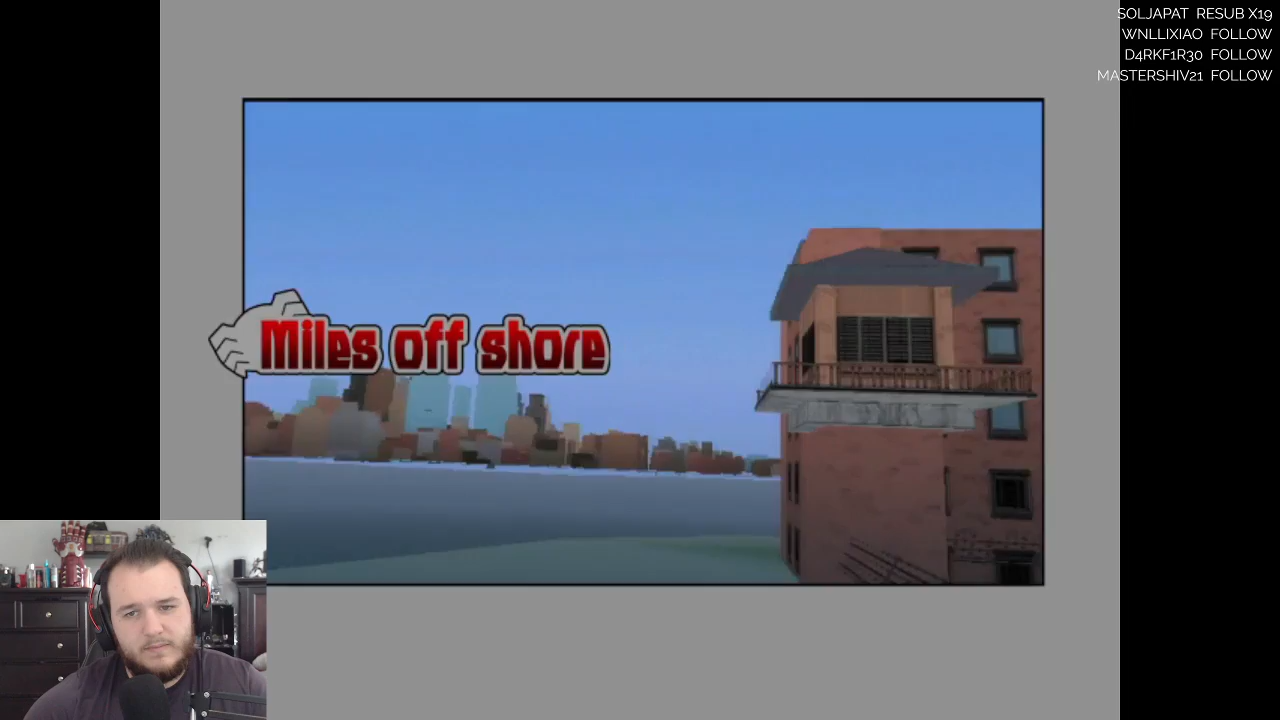 SOLJAPAT RESUB X19
WNLLIXIAO FOLLOW
D4RKF1R30 FOLLOW
MASTERSHIV21 FOLLOW
Miles off shore